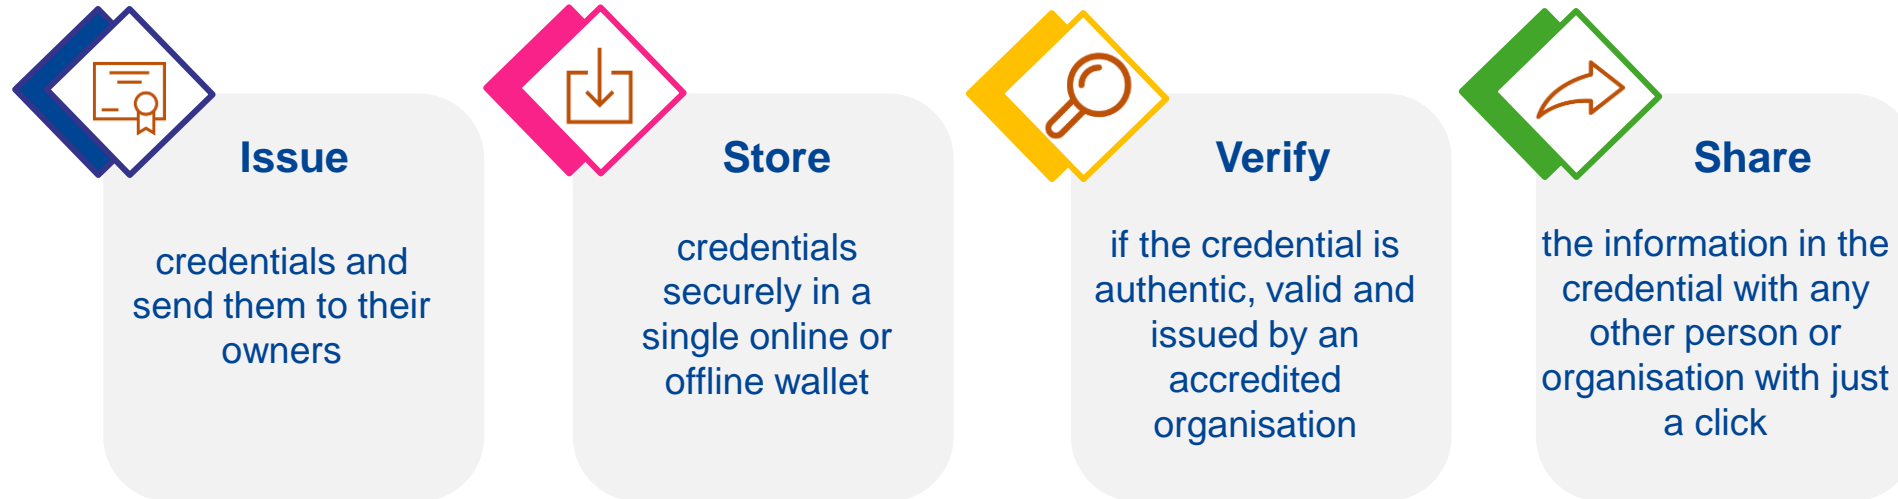 Issue
credentials and
send them to their
owners
Store
credentials
securely in a
single online or
offline wallet
Verify
if the credential is
authentic, valid and
issued by an
accredited
organisation
Share
the information in the
credential with any
other person or
organisation with just
a click